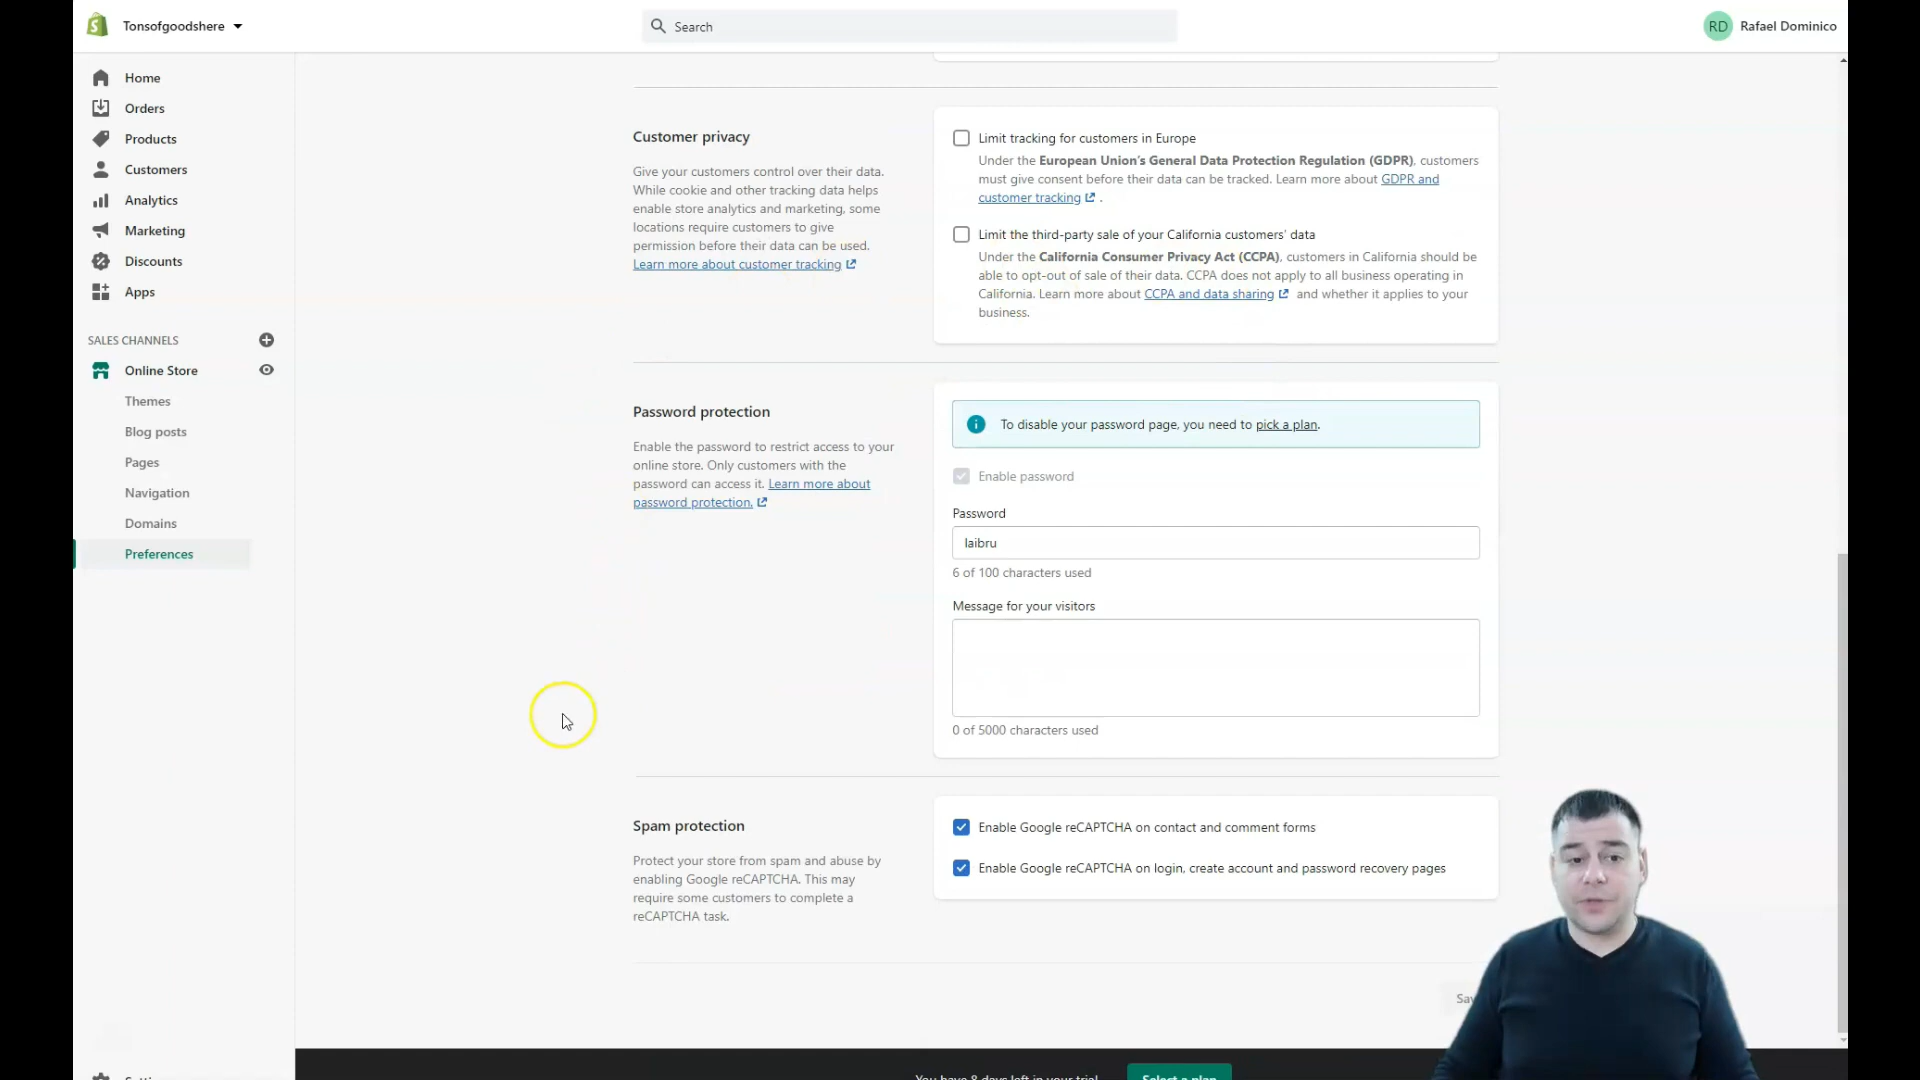 Tonsofgoodshere
Search
RD Rafael Dominico
Home
Orders
Products
Customers
Analytics
Marketing
Discounts
Apps
SALES CHANNELS
Online Store
Themes
Blog posts
Pages
Navigation
Domains
Preferences
Customer privacy
Give your customers control over their data.
While cookie and other tracking data helps
enable store analytics and marketing, some
locations require customers to give
permission before their data can be used.
Learn more about customer tracking
Limit tracking for customers in Europe
Under the European Union's General Data Protection Regulation (GDPR), customers
must give consent before their data can be tracked. Learn more about GDPR and
customer tracking .
Limit the third-party sale of your California customers' data
Under the California Consumer Privacy Act (CCPA), customers in California should be
able to opt-out of sale of their data. CCPA does not apply to all business operating in
California. Learn more about CCPA and data sharing and whether it applies to your
business.
Password protection
Enable the password to restrict access to your
online store. Only customers with the
password can access it. Learn more about
password protection.
To disable your password page, you need to pick a plan.
Enable password
Password
laibru
6 of 100 characters used
Message for your visitors
0 of 5000 characters used
Spam protection
Protect your store from spam and abuse by
enabling Google reCAPTCHA. This may
require some customers to complete a
reCAPTCHA task.
Enable Google reCAPTCHA on contact and comment forms
Enable Google reCAPTCHA on login, create account and password recovery pages
You have 8 days left in your trial
Select a plan